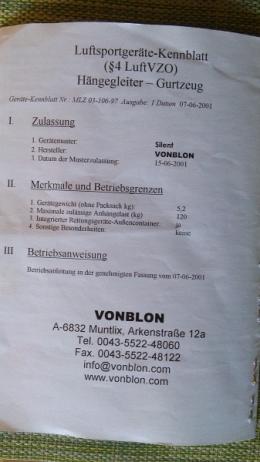 Luftsportgeräte-Kennblatt
(§4 LuftVZO)
Hängegleiter – Gurtzeug
Geräte-Kennblatt Nr.: MLZ 03-106-97 Ausgabe: 1 Datum 07-06-2001
I. Zulassung
1. Gerätemuster: Silent
2. Hersteller: VONBLON
3. Datum der Musterzulassung: 15-06-2001
II. Merkmale und Betriebsgrenzen
1. Gerätegewicht (ohne Packsack kg): 5,2
2. Maximale zulässige Anhängelast (kg) 120
3. Integrierter Rettungsgeräte-Außencontainer: ja
4. Sonstige Besonderheiten: keine
III Betriebsanweisung
Betriebsanleitung in der genehmigten Fassung vom 07-06-2001
VONBLON
A-6832 Muntlix, Arkenstraße 12a
Tel. 0043-5522-48060
Fax. 0043-5522-48122
info@vonblon.com
www.vonblon.com